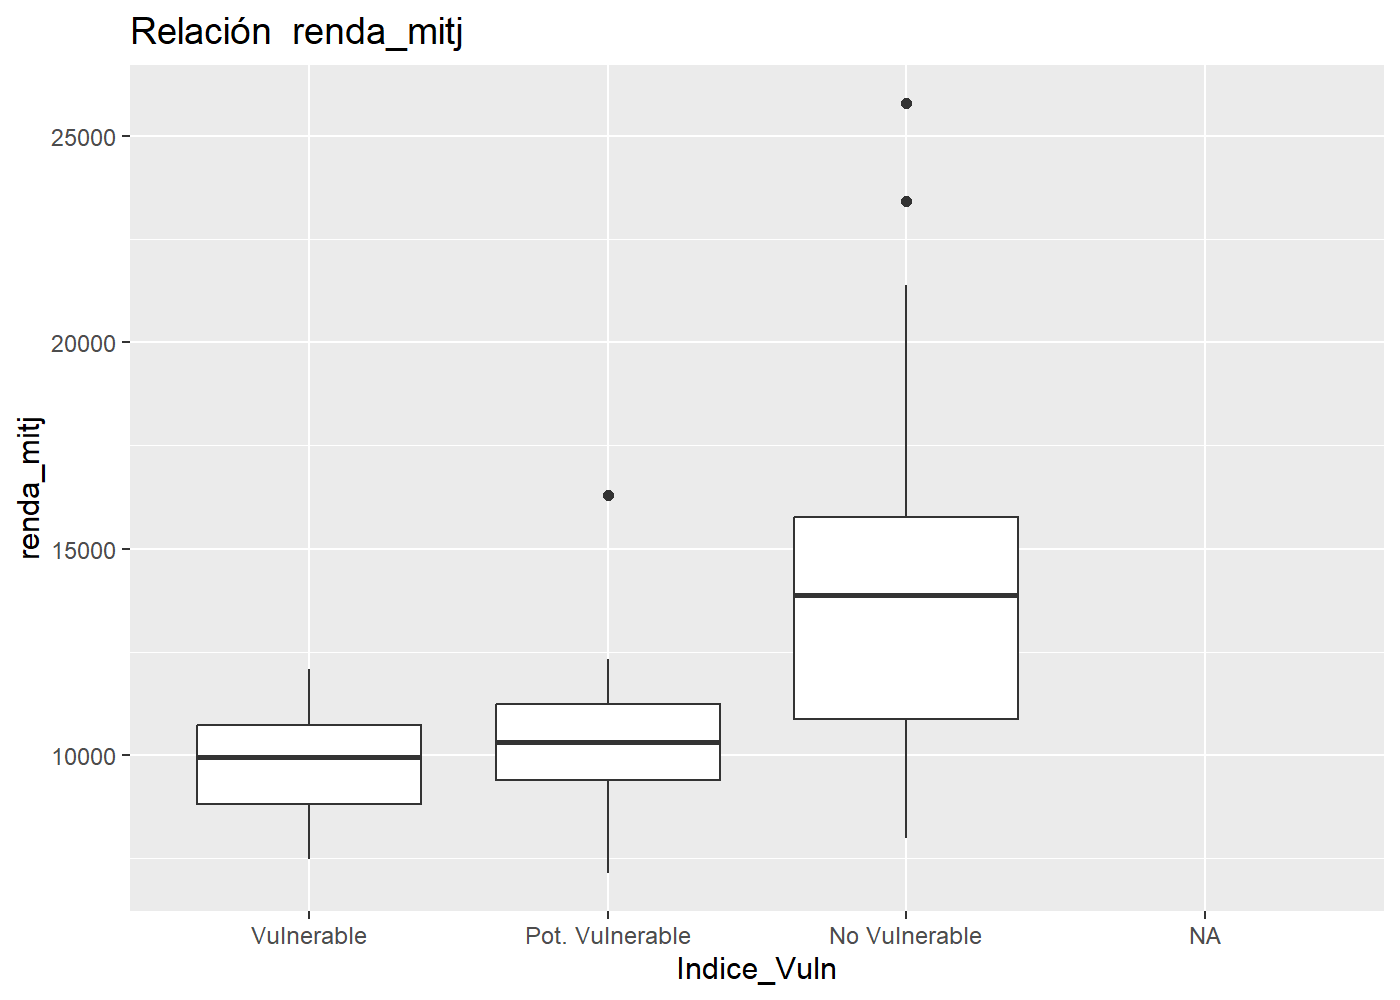 Relación  renda_mitj
25000
20000
15000
10000
renda_mitj
Vulnerable
Pot. Vulnerable
No Vulnerable
NA
Indice_Vuln